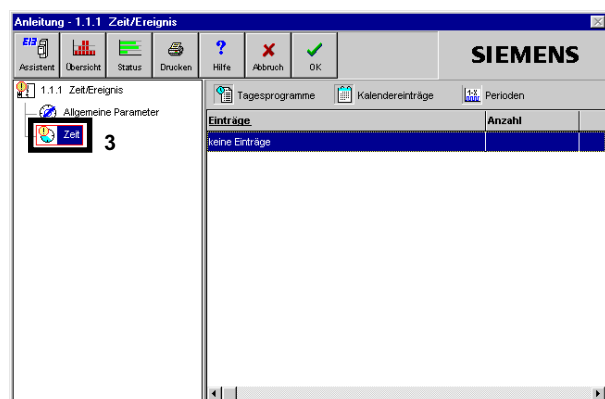 Anleitung - 1.1.1 Zeit/Ereignis
EIB
Assistent Übersicht Status Drucken Hilfe Abbruch OK
SIEMENS
1.1.1 Zeit/Ereignis
Allgemeine Parameter
Zeit
3
Tagesprogramme Kalendereinträge Perioden
Einträge Anzahl
keine Einträge